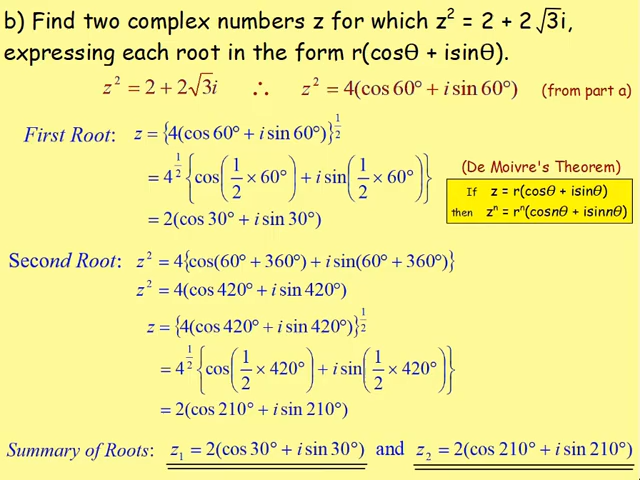 b) Find two complex numbers z for which z² = 2 + 2√3i,
expressing each root in the form r(cosθ + isinθ).
z² = 2 + 2√3i ∴ z² = 4(cos 60° + i sin 60°) (from part a)
First Root: z = {4(cos 60° + i sin 60°)}^(1/2)
= 4^(1/2) {cos(1/2 × 60°) + i sin(1/2 × 60°)}
= 2(cos 30° + i sin 30°)
(De Moivre's Theorem)
If z = r(cosθ + isinθ)
then zⁿ = rⁿ(cosnθ + isinnθ)
Second Root: z² = 4{cos(60° + 360°) + i sin(60° + 360°)}
z² = 4(cos 420° + i sin 420°)
z = {4(cos 420° + i sin 420°)}^(1/2)
= 4^(1/2) {cos(1/2 × 420°) + i sin(1/2 × 420°)}
= 2(cos 210° + i sin 210°)
Summary of Roots: z₁ = 2(cos 30° + i sin 30°) and z₂ = 2(cos 210° + i sin 210°)